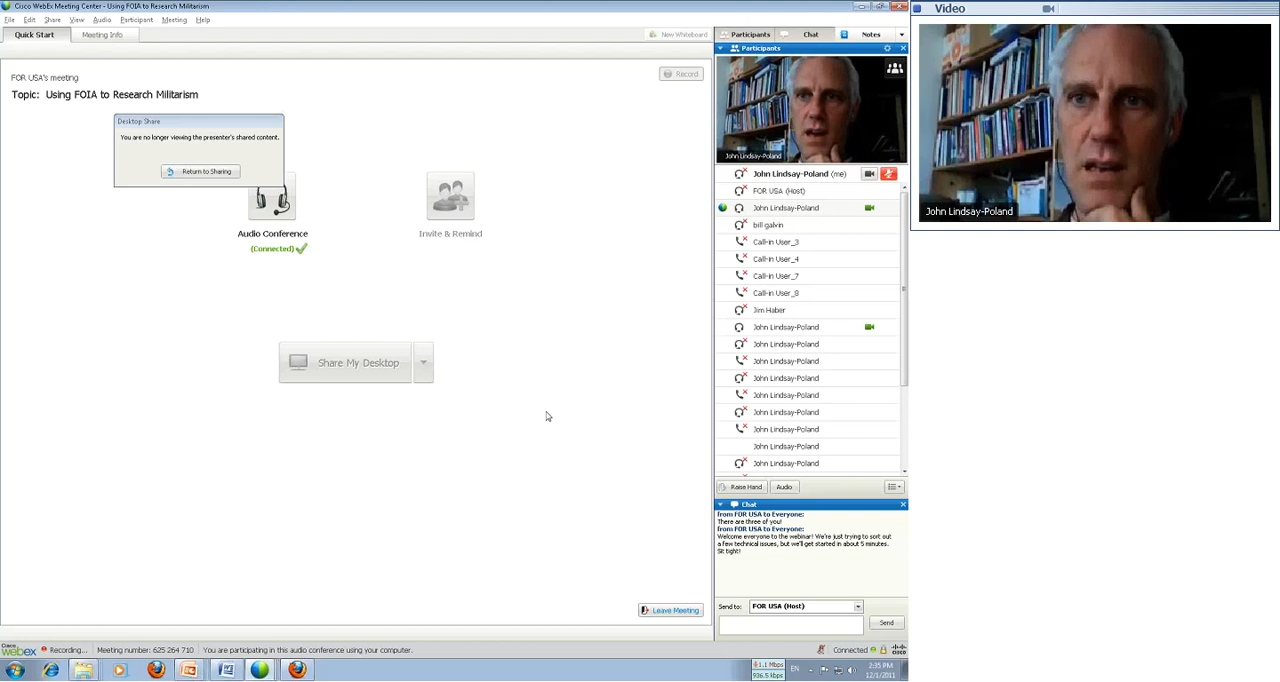 Cisco WebEx Meeting Center - Using FOIA to Research Militarism
File Edit Share View Audio Participant Meeting Help
Quick Start Meeting Info
New Whiteboard
FOR USA's meeting
Record
Topic: Using FOIA to Research Militarism
Desktop Share
You are no longer viewing the presenter's shared content.
Return to Sharing
Audio Conference
(Connected)
Invite & Remind
Share My Desktop
Leave Meeting
Participants Chat Notes
Participants
John Lindsay-Poland
John Lindsay-Poland (me)
FOR USA (Host)
John Lindsay-Poland
bill galvin
Call-in User_3
Call-in User_4
Call-in User_7
Call-in User_8
Jim Haber
John Lindsay-Poland
John Lindsay-Poland
John Lindsay-Poland
John Lindsay-Poland
John Lindsay-Poland
John Lindsay-Poland
John Lindsay-Poland
John Lindsay-Poland
John Lindsay-Poland
Raise Hand Audio
Chat
from FOR USA to Everyone:
There are three of you!
from FOR USA to Everyone:
Welcome everyone to the webinar! We're just trying to sort out
a few technical issues, but we'll get started in about 5 minutes.
Sit tight!
Send to: FOR USA (Host)
Send
Video
John Lindsay-Poland
Cisco
webex Recording... Meeting number: 625 264 710 You are participating in this audio conference using your computer. Connected cisco
1.1 Mbps
936.5 kbps
EN
2:35 PM
12/1/2011